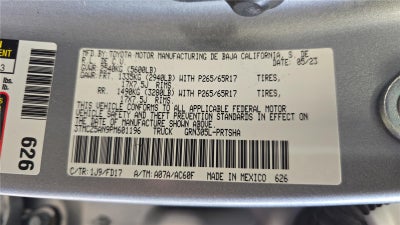 MFD.BY:TOYOTA MOTOR MANUFACTURING DE BAJA CALIFORNIA, S. DE
R.L. DE C.V 05/23
GVWR 2540KG (5600LB)
GAWR FR. 1335KG (2940LB) WITH P265/65R17 TIRES,
17X7.5J RIMS
RR. 1490KG (3280LB) WITH P265/65R17 TIRES,
17X7.5J RIMS
THIS VEHICLE CONFORMS TO ALL APPLICABLE FEDERAL MOTOR
VEHICLE SAFETY AND THEFT PREVENTION STANDARDS IN EFFECT ON
THE DATE OF MANUFACTURE SHOWN ABOVE.
TRUCK GRN305L-PRTSHA
C/TR: 1J9/FD17 A/TM: A07A/AC60F MADE IN MEXICO 626
626
lbs.